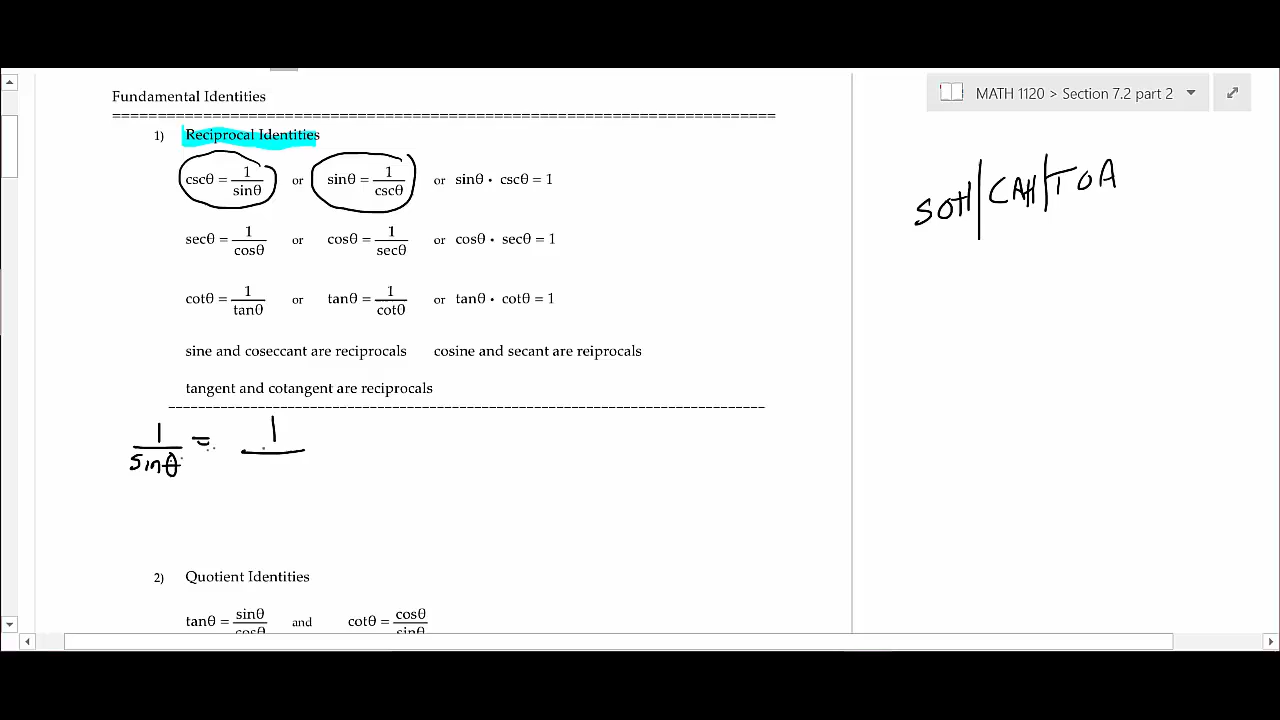 Fundamental Identities
MATH 1120 > Section 7.2 part 2
==========================================================================
1) Reciprocal Identities
SOH|CAH|TOA
cscθ = 1/sinθ or sinθ = 1/cscθ or sinθ • cscθ = 1
secθ = 1/cosθ or cosθ = 1/secθ or cosθ • secθ = 1
cotθ = 1/tanθ or tanθ = 1/cotθ or tanθ • cotθ = 1
sine and coseccant are reciprocals cosine and secant are reiprocals
tangent and cotangent are reciprocals
--------------------------------------------------------------------------
1/sinθ = 1/
2) Quotient Identities
tanθ = sinθ/cosθ and cotθ = cosθ/sinθ